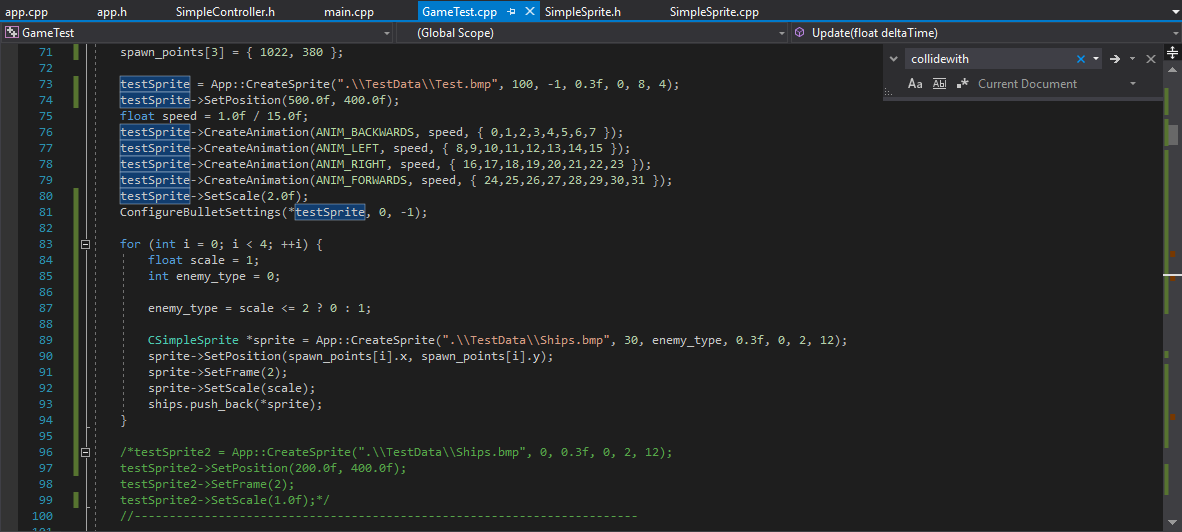 app.cpp app.h SimpleController.h main.cpp GameTest.cpp SimpleSprite.h SimpleSprite.cpp
GameTest (Global Scope) Update(float deltaTime)
collidewith
Aa Ab .* Current Document
71 spawn_points[3] = { 1022, 380 };
72
73 testSprite = App::CreateSprite(".\\TestData\\Test.bmp", 100, -1, 0.3f, 0, 8, 4);
74 testSprite->SetPosition(500.0f, 400.0f);
75 float speed = 1.0f / 15.0f;
76 testSprite->CreateAnimation(ANIM_BACKWARDS, speed, { 0,1,2,3,4,5,6,7 });
77 testSprite->CreateAnimation(ANIM_LEFT, speed, { 8,9,10,11,12,13,14,15 });
78 testSprite->CreateAnimation(ANIM_RIGHT, speed, { 16,17,18,19,20,21,22,23 });
79 testSprite->CreateAnimation(ANIM_FORWARDS, speed, { 24,25,26,27,28,29,30,31 });
80 testSprite->SetScale(2.0f);
81 ConfigureBulletSettings(*testSprite, 0, -1);
82
83 for (int i = 0; i < 4; ++i) {
84 float scale = 1;
85 int enemy_type = 0;
86
87 enemy_type = scale <= 2 ? 0 : 1;
88
89 CSimpleSprite *sprite = App::CreateSprite(".\\TestData\\Ships.bmp", 30, enemy_type, 0.3f, 0, 2, 12);
90 sprite->SetPosition(spawn_points[i].x, spawn_points[i].y);
91 sprite->SetFrame(2);
92 sprite->SetScale(scale);
93 ships.push_back(*sprite);
94 }
95
96 /*testSprite2 = App::CreateSprite(".\\TestData\\Ships.bmp", 0, 0.3f, 0, 2, 12);
97 testSprite2->SetPosition(200.0f, 400.0f);
98 testSprite2->SetFrame(2);
99 testSprite2->SetScale(1.0f);*/
100 //------------------------------------------------------------------------